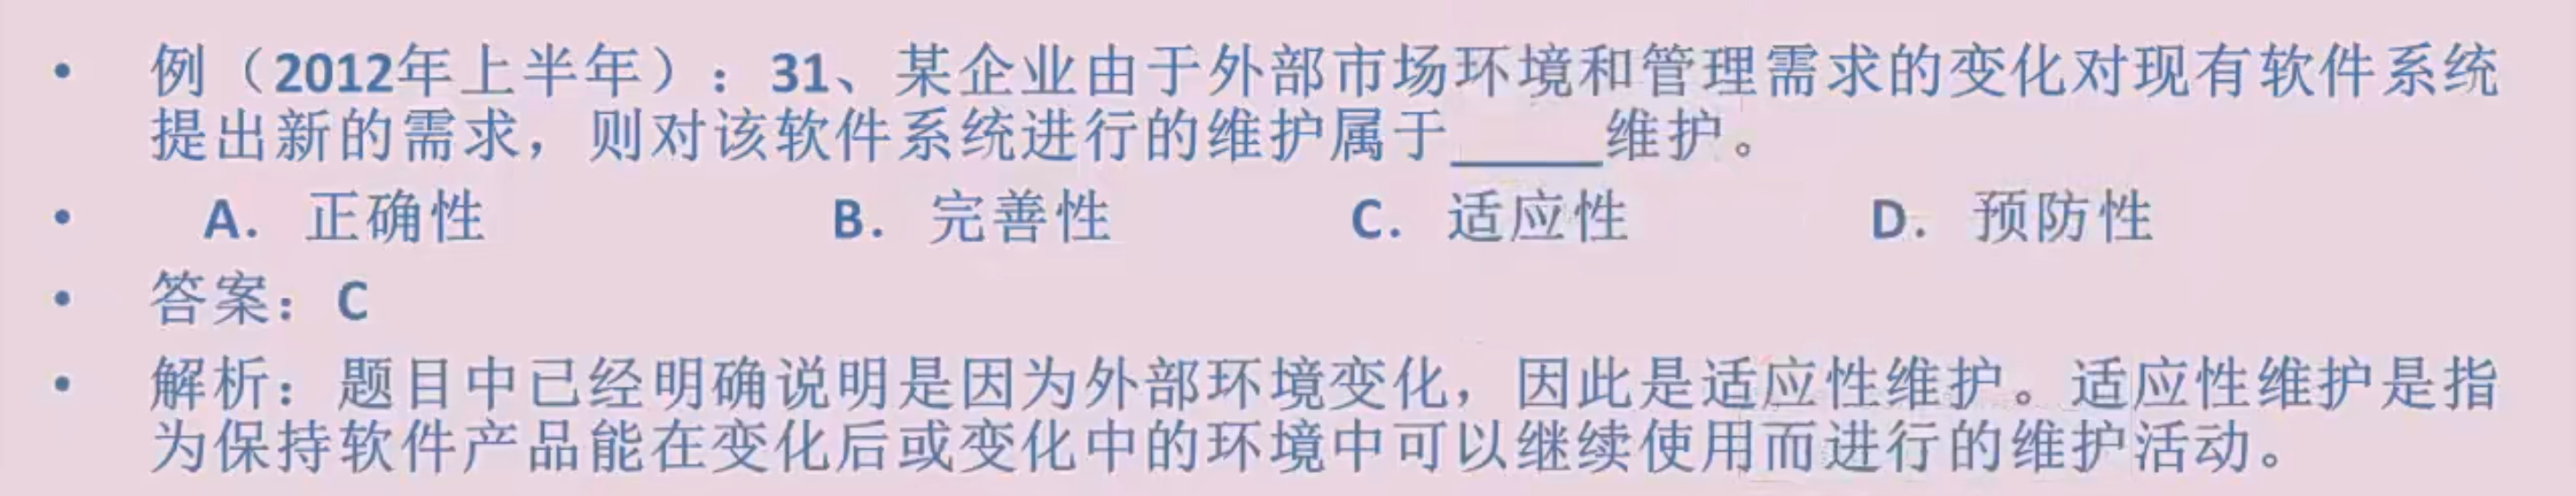 • 例（2012年上半年）：31、某企业由于外部市场环境和管理需求的变化对现有软件系统
提出新的需求，则对该软件系统进行的维护属于_____维护。
• A. 正确性 B. 完善性 C. 适应性 D. 预防性
• 答案：C
• 解析：题目中已经明确说明是因为外部环境变化，因此是适应性维护。适应性维护是指
为保持软件产品能在变化后或变化中的环境中可以继续使用而进行的维护活动。